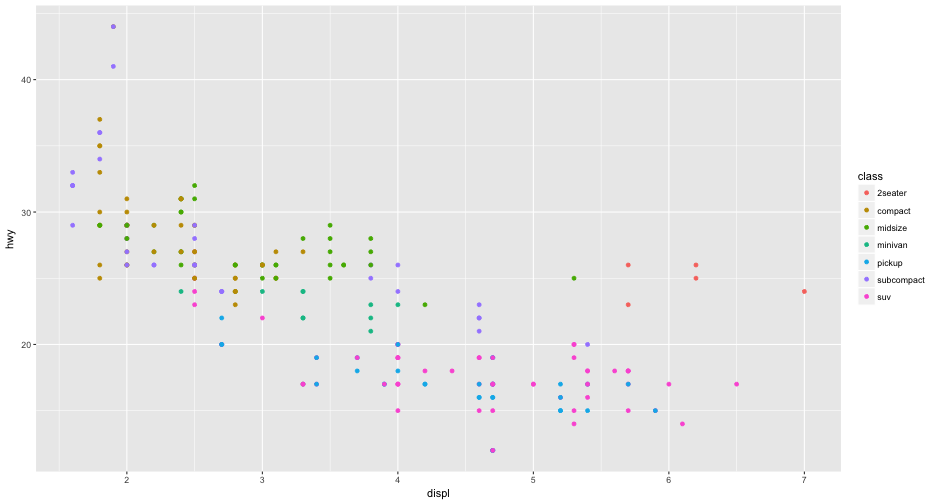 40
30
20
hwy
2 3 4 5 6 7
displ
class
2seater
compact
midsize
minivan
pickup
subcompact
suv